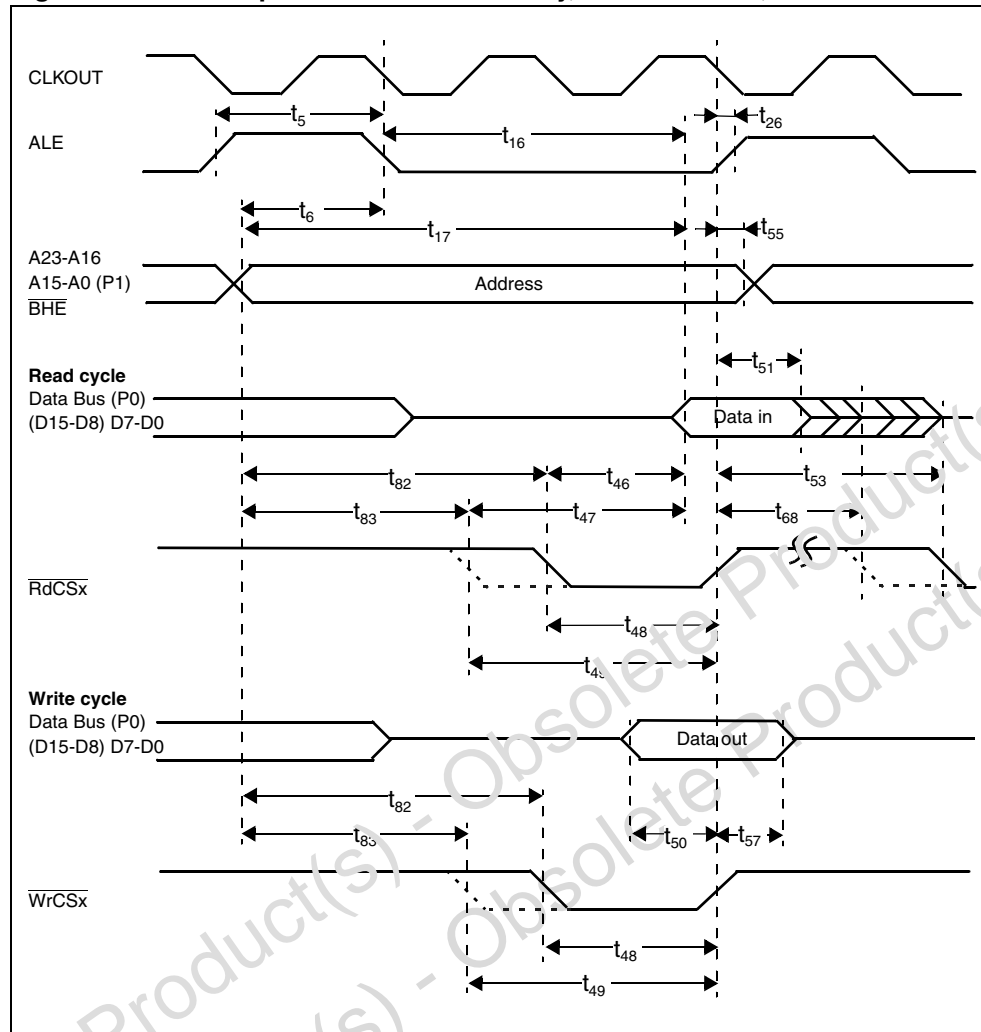 CLKOUT
t5
t26
ALE
t16
t6
t17
t55
A23-A16
A15-A0 (P1)
Address
BHE
t51
Read cycle
Data Bus (P0)
Data in
(D15-D8) D7-D0
t82
t46
t53
t83
t47
t68
RdCSx
t48
Write cycle
Data Bus (P0)
(D15-D8) D7-D0
Data out
t82
t83
t50
t57
WrCSx
t48
t49
Product(s) - Obsolete Product(s
Product(s) - Obsolete Product(s